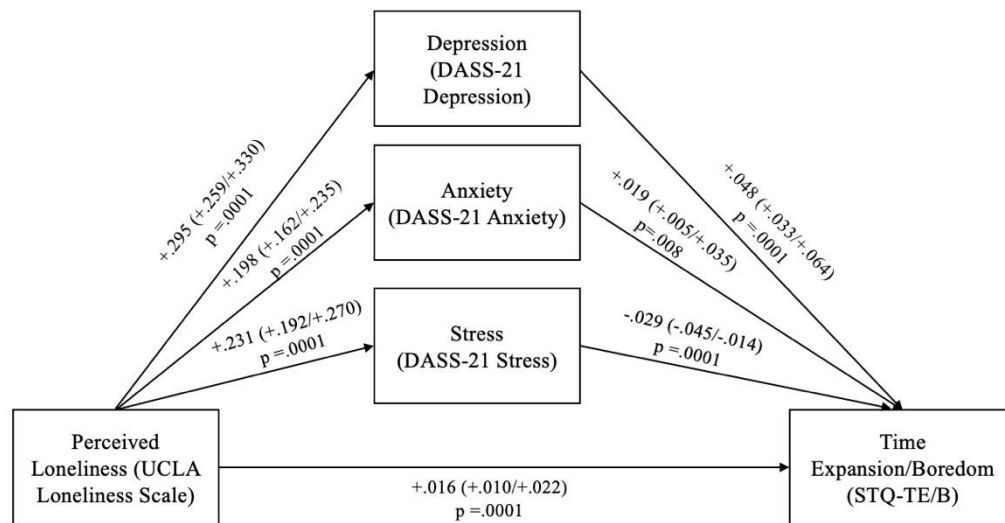 Depression
(DASS-21
Depression)
+.295 (+.259/+.330)
p =.0001
+.048 (+.033/+.064)
p =.0001
Anxiety
(DASS-21 Anxiety)
+.198 (+.162/+.235)
p =.0001
+.019 (+.005/+.035)
p=.008
Stress
(DASS-21 Stress)
+.231 (+.192/+.270)
p =.0001
-.029 (-.045/-.014)
p =.0001
Perceived
Loneliness (UCLA
Loneliness Scale)
+.016 (+.010/+.022)
p =.0001
Time
Expansion/Boredom
(STQ-TE/B)